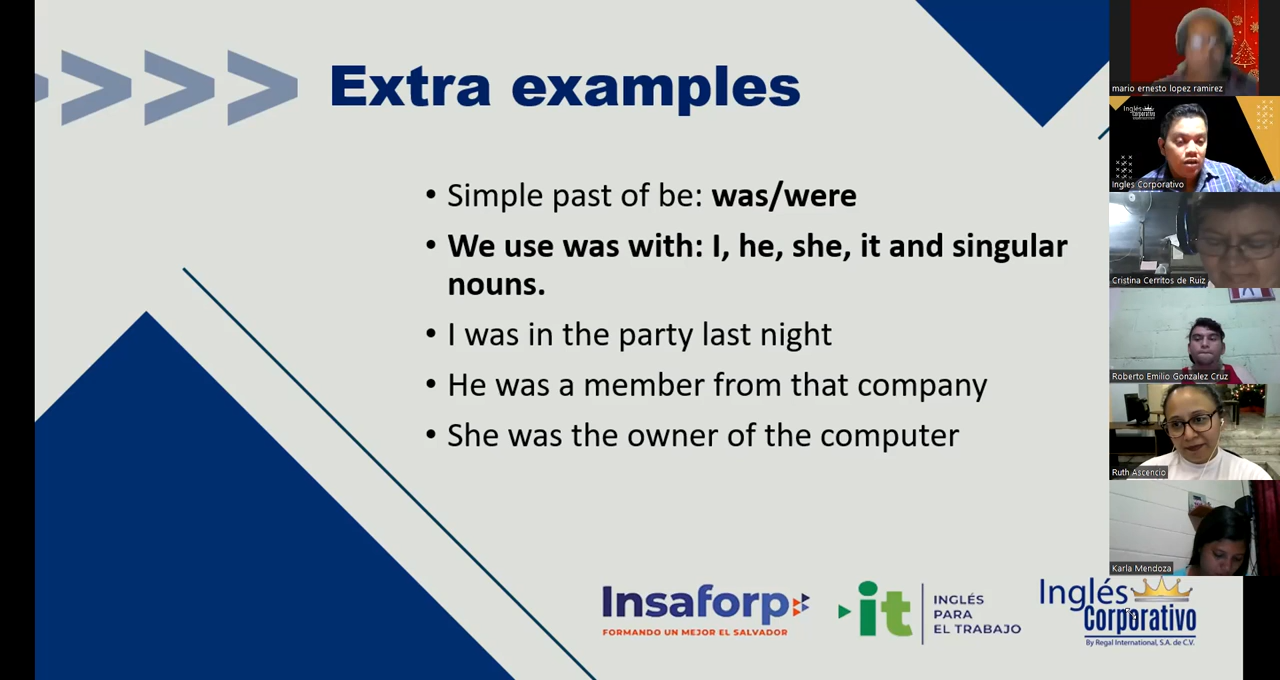 Extra examples
• Simple past of be: was/were
• We use was with: I, he, she, it and singular
nouns.
• I was in the party last night
• He was a member from that company
• She was the owner of the computer
Insaforp
FORMANDO UN MEJOR EL SALVADOR
it
INGLÉS
PARA
EL TRABAJO
Inglés
Corporativo
By Regal International, S.A. de C.V.
mario ernesto lopez ramirez
Inglés
Corporativo
Ingles Corporativo
Cristina Cerritos de Ruiz
Roberto Emilio Gonzalez Cruz
Ruth Ascencio
Karla Mendoza